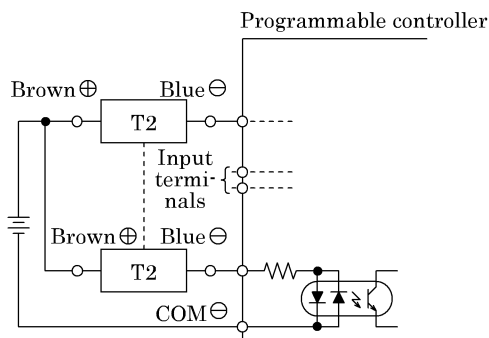 Programmable controller
Brown ⊕
Blue ⊖
T2
Input
termi-
nals
Brown ⊕
Blue ⊖
T2
COM ⊖